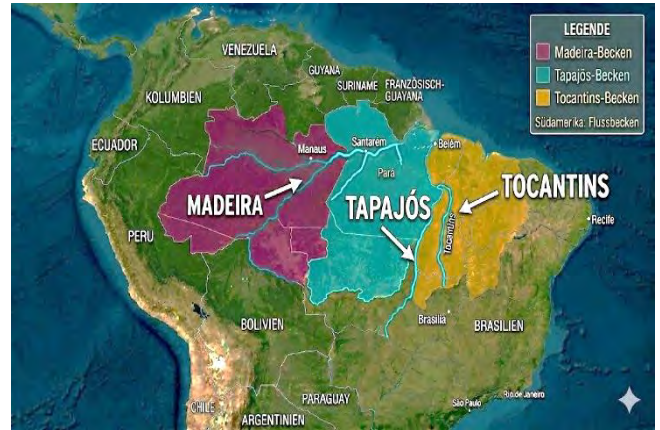 LEGENDE
Madeira-Becken
Tapajós-Becken
Tocantins-Becken
Südamerika: Flussbecken
VENEZUELA
GUYANA
SURINAME
FRANZÖSISCH-
GUAYANA
KOLUMBIEN
ECUADOR
Manaus
Santarém
Belém
Pará
MADEIRA
TAPAJÓS
TOCANTINS
Tocantins
Recife
PERU
BOLIVIEN
Brasília
BRASILIEN
PARAGUAY
São Paulo
Rio de Janeiro
CHILE
ARGENTINIEN